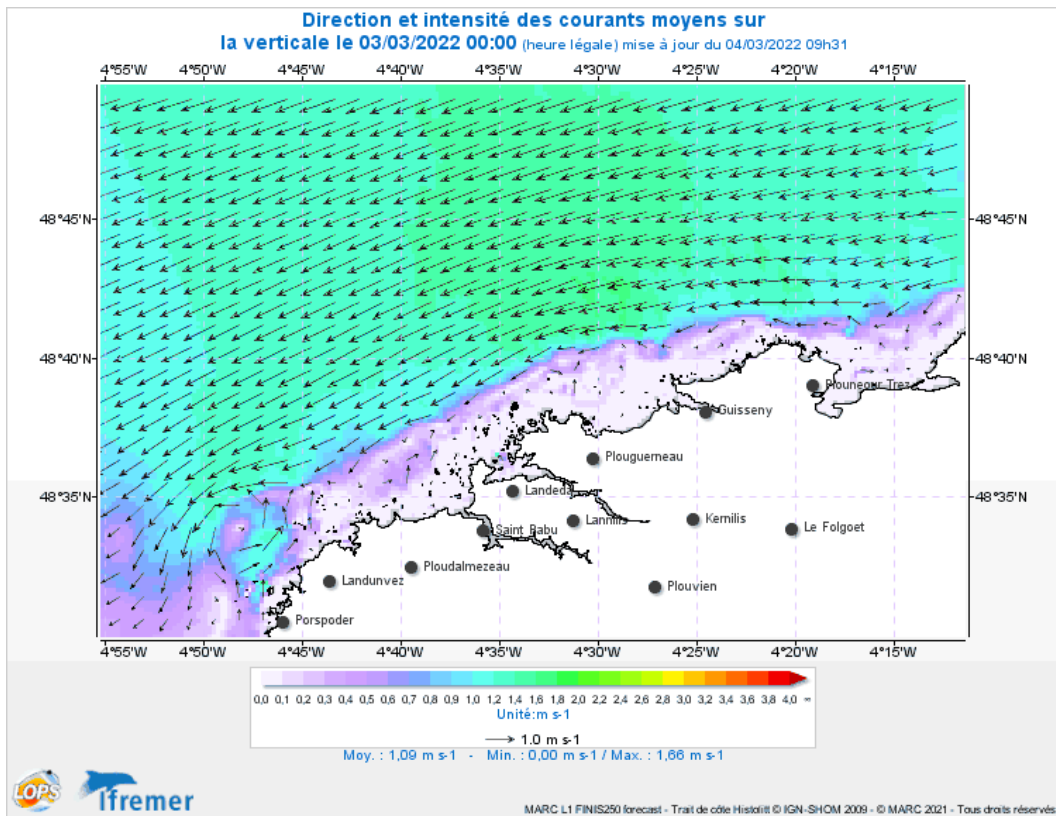 Direction et intensité des courants moyens sur
la verticale le 03/03/2022 00:00 (heure légale) mise à jour du 04/03/2022 09h31
4°55'W 4°50'W 4°45'W 4°40'W 4°35'W 4°30'W 4°25'W 4°20'W 4°15'W
48°45'N 48°45'N
48°40'N 48°40'N
Plouneour Trez
Guisseny
Plouguerneau
48°35'N 48°35'N
Landeda
Lannilis
Kernilis
Saint Pabu
Le Folgoet
Ploudalmezeau
Landunvez
Plouvien
Porspoder
4°55'W 4°50'W 4°45'W 4°40'W 4°35'W 4°30'W 4°25'W 4°20'W 4°15'W
0,0 0,1 0,2 0,3 0,4 0,5 0,6 0,7 0,8 0,9 1,0 1,2 1,4 1,6 1,8 2,0 2,2 2,4 2,6 2,8 3,0 3,2 3,4 3,6 3,8 4,0 ∞
Unité:m s-1
1.0 m s-1
Moy. : 1,09 m s-1 - Min. : 0,00 m s-1 / Max. : 1,66 m s-1
LOPS
Ifremer
MARC L1 FINIS250 forecast - Trait de côte Histolitt © IGN-SHOM 2009 - © MARC 2021 - Tous droits réservés